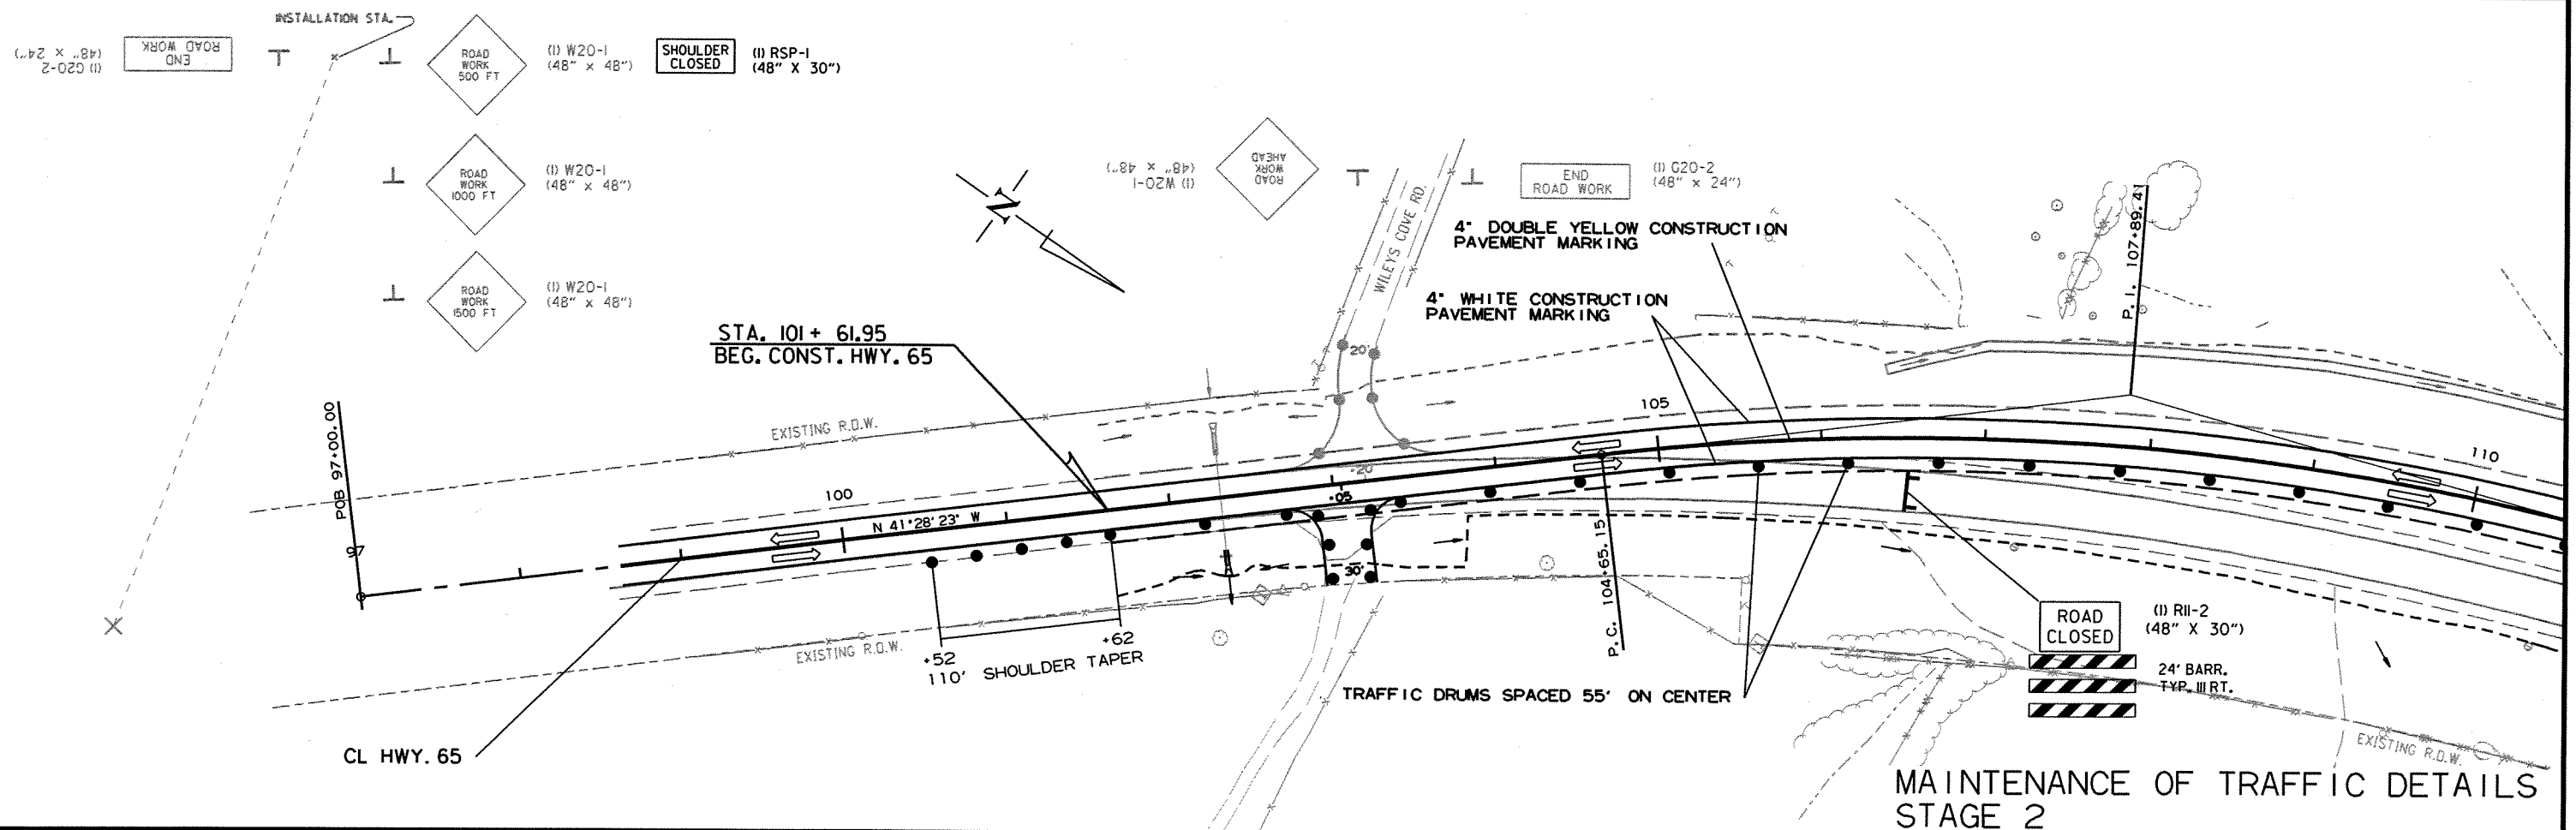 INSTALLATION STA.
(1) G20-2
(48" x 24")
END
ROAD WORK
ROAD
WORK
500 FT
(1) W20-1
(48" x 48")
SHOULDER
CLOSED
(1) RSP-1
(48" X 30")
ROAD
WORK
1000 FT
(1) W20-1
(48" x 48")
ROAD
WORK
1500 FT
(1) W20-1
(48" x 48")
N
(1) W20-1
(48" x 48")
ROAD
WORK
AHEAD
END
ROAD WORK
(1) G20-2
(48" x 24")
WILEYS COVE RD.
4" DOUBLE YELLOW CONSTRUCTION
PAVEMENT MARKING
4" WHITE CONSTRUCTION
PAVEMENT MARKING
P.I. 107+89.41
STA. 101+ 61.95
BEG. CONST. HWY. 65
20'
EXISTING R.O.W.
POB 97+00.00
97
100
105
110
N 41°28'23" W
20'
.05
30'
P.C. 104+65.15
+52
+62
110' SHOULDER TAPER
EXISTING R.O.W.
TRAFFIC DRUMS SPACED 55' ON CENTER
ROAD
CLOSED
(1) R11-2
(48" X 30")
24' BARR.
TYP. III RT.
EXISTING R.O.W.
CL HWY. 65
MAINTENANCE OF TRAFFIC DETAILS
STAGE 2